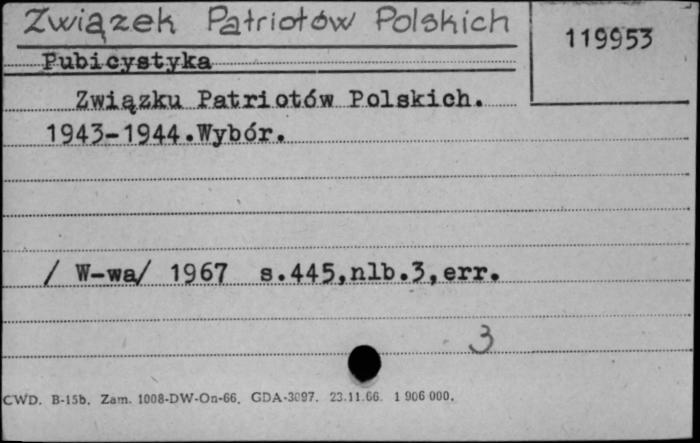 Związek Patriotów Polskich
119953
Pubicystyka
Związku Patriotów Polskich.
1943-1944.Wybór.
/ W-wa/ 1967 s.445,nlb.3,err.
3
CWD. B-15b. Zam. 1008-DW-On-66. GDA-3097. 23.11.66. 1 906 000.